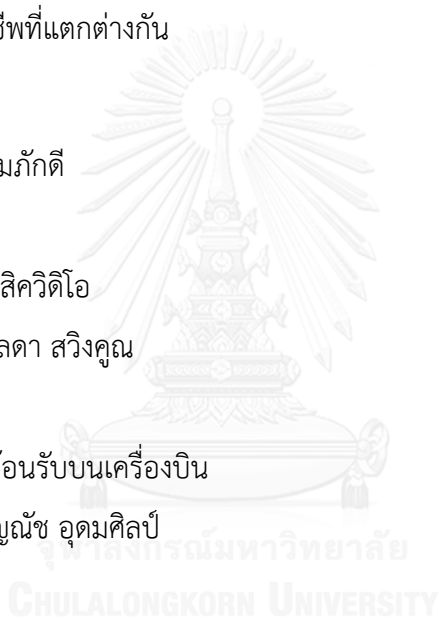 ชีพที่แตกต่างกัน
มภักดี
สิควิดิโอ
ลดา สวิงคูณ
้อนรับบนเครื่องบิน
ญณัช อุดมศิลป์
จุฬาลงกรณ์มหาวิทยาลัย
CHULALONGKORN UNIVERSITY